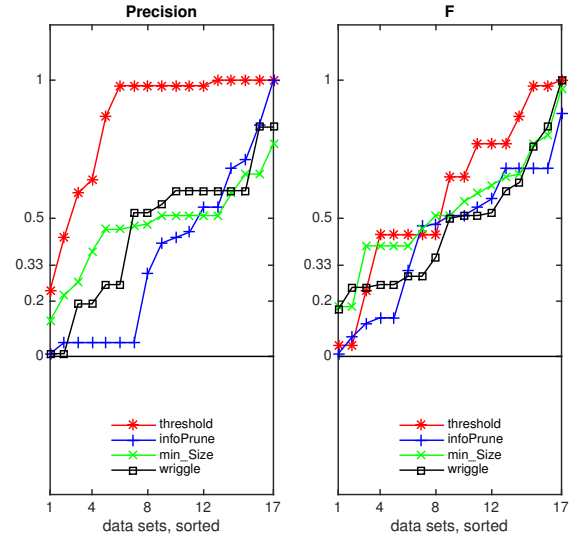 Precision
1
0.5
0.33
0.2
0
threshold
infoPrune
min_Size
wriggle
1 4 8 12 17
data sets, sorted
F
1
0.5
0.33
0.2
0
threshold
infoPrune
min_Size
wriggle
1 4 8 12 17
data sets, sorted